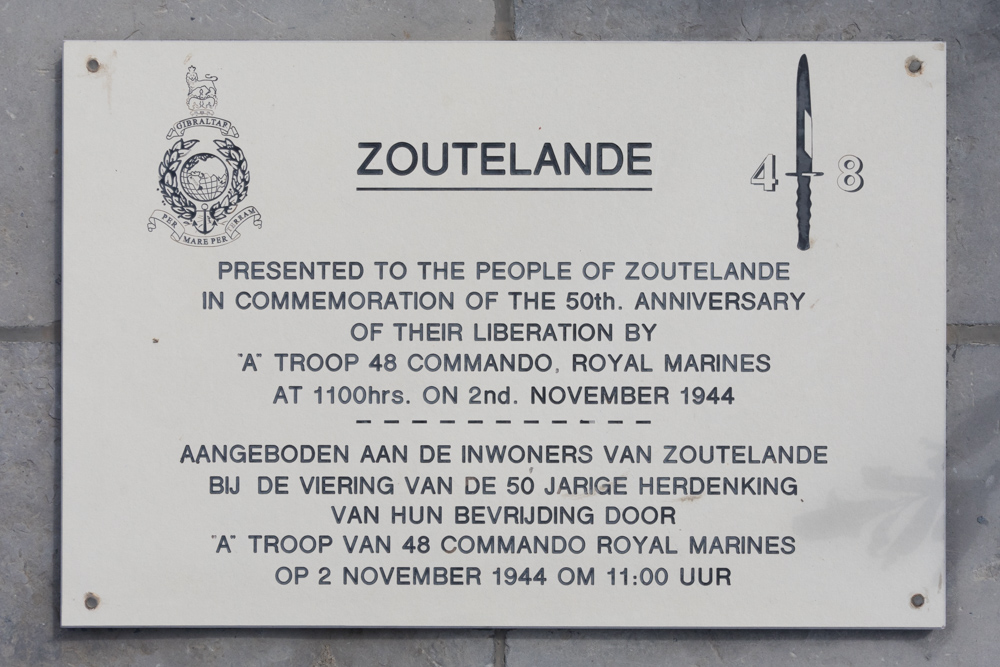 GIBRALTAR
PER MARE PER TERRAM
ZOUTELANDE
4 8
PRESENTED TO THE PEOPLE OF ZOUTELANDE
IN COMMEMORATION OF THE 50th. ANNIVERSARY
OF THEIR LIBERATION BY
"A" TROOP 48 COMMANDO, ROYAL MARINES
AT 1100hrs. ON 2nd. NOVEMBER 1944
AANGEBODEN AAN DE INWONERS VAN ZOUTELANDE
BIJ DE VIERING VAN DE 50 JARIGE HERDENKING
VAN HUN BEVRIJDING DOOR
"A" TROOP VAN 48 COMMANDO ROYAL MARINES
OP 2 NOVEMBER 1944 OM 11:00 UUR